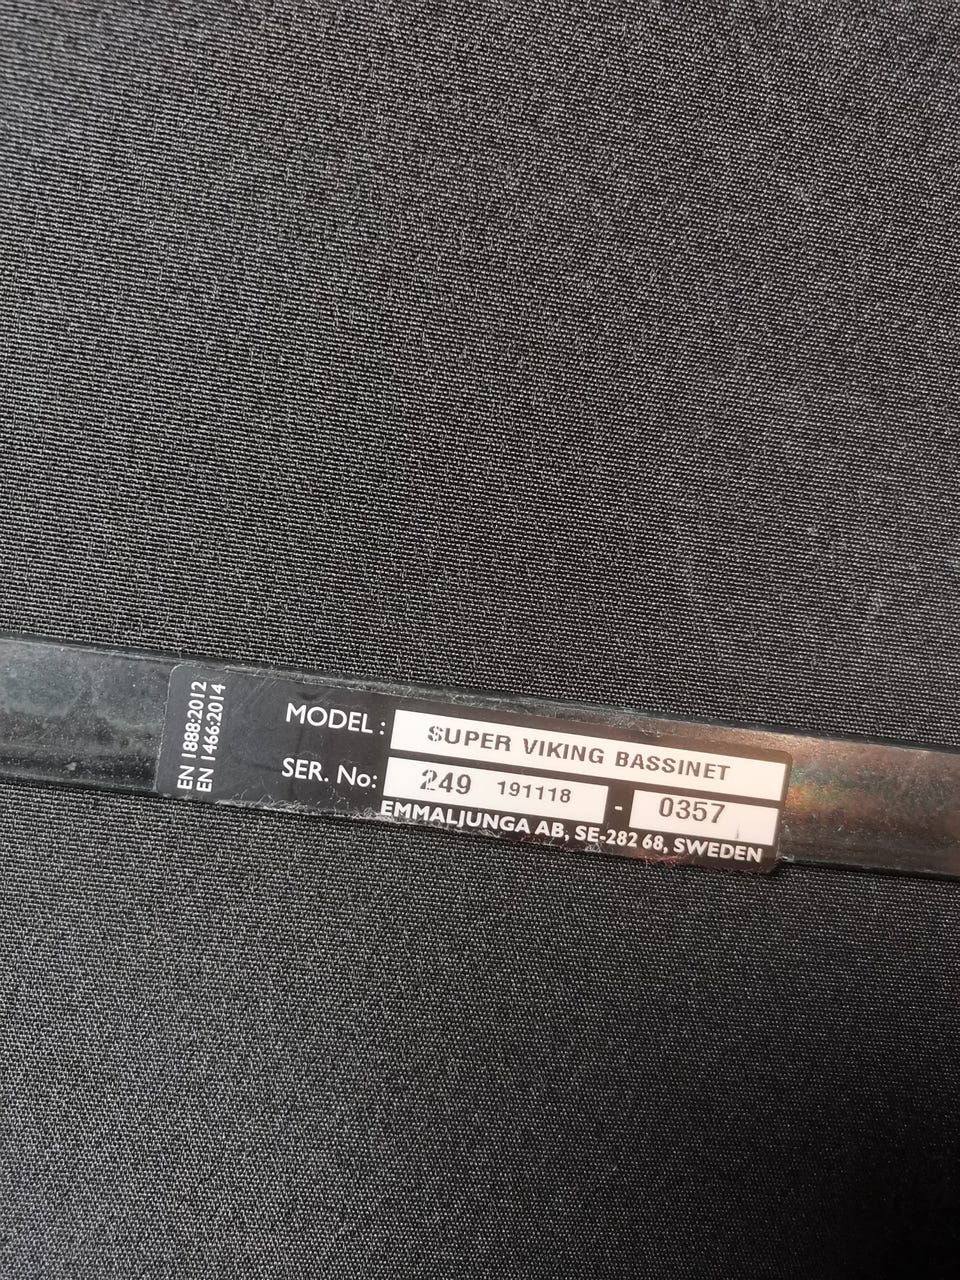 EN 1888:2012
EN 1466:2014
MODEL : SUPER VIKING BASSINET
SER. No: 249 191118 - 0357
EMMALJUNGA AB, SE-282 68, SWEDEN